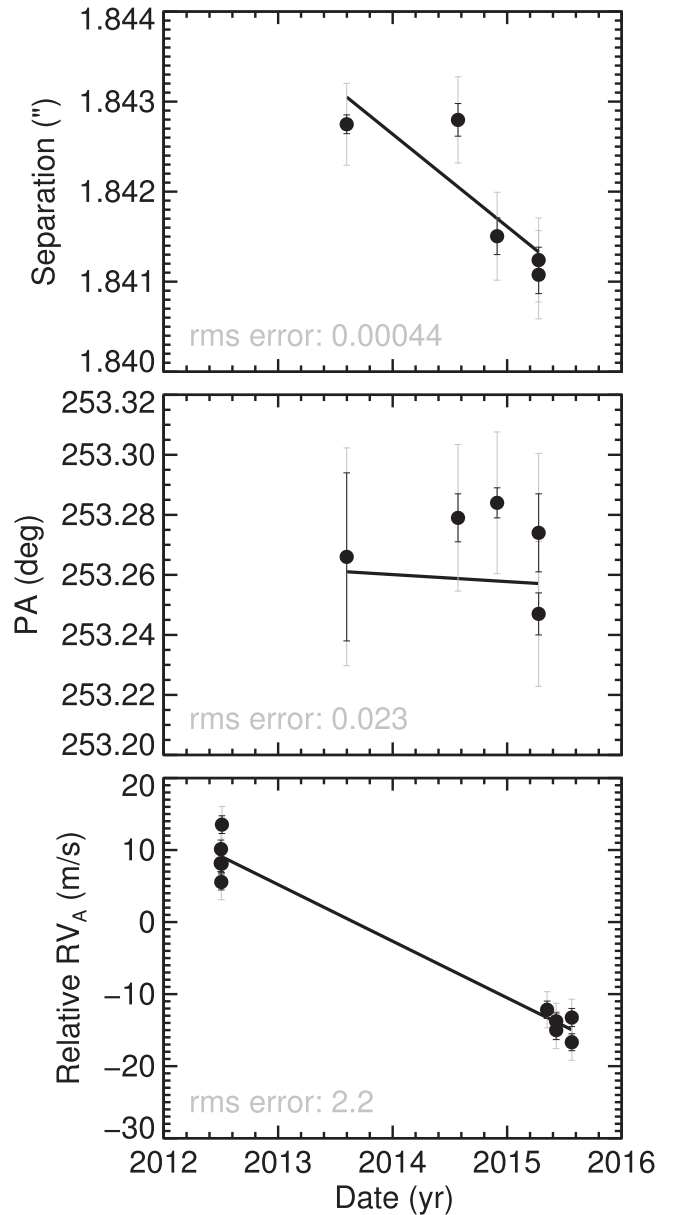 1.844
1.843
1.842
1.841
1.840
Separation (")
rms error: 0.00044
253.32
253.30
253.28
253.26
253.24
253.22
253.20
PA (deg)
rms error: 0.023
20
10
0
−10
−20
−30
Relative RV_A (m/s)
rms error: 2.2
2012 2013 2014 2015 2016
Date (yr)